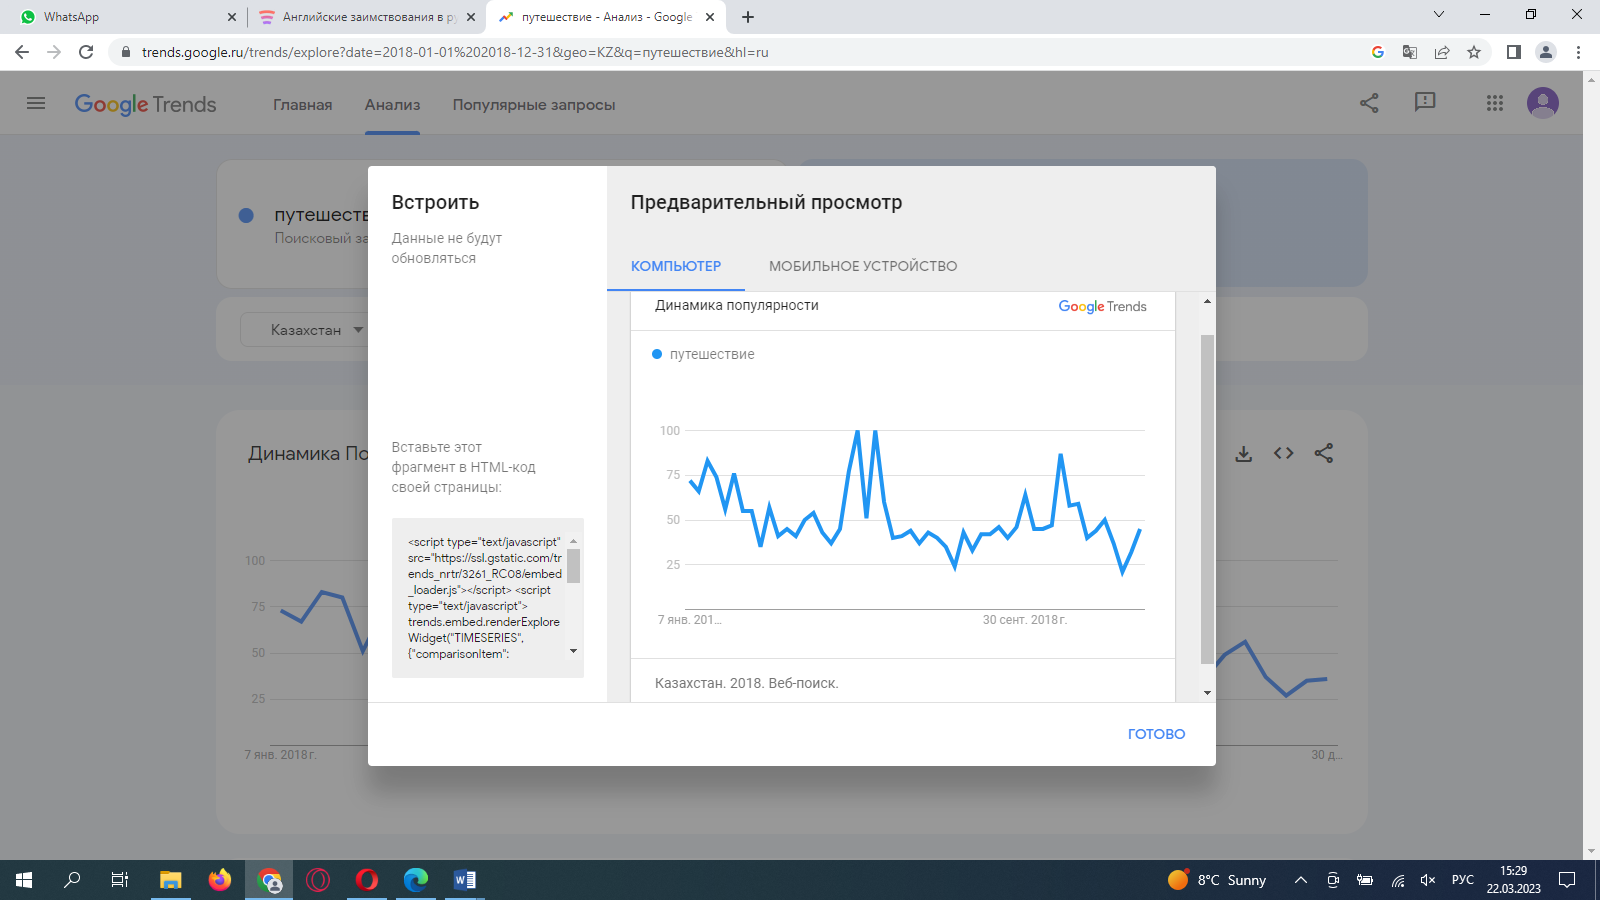 WhatsApp
Английские заимствования в ру
путешествие - Анализ - Google
trends.google.ru/trends/explore?date=2018-01-01%202018-12-31&geo=KZ&q=путешествие&hl=ru
Google Trends
Главная
Анализ
Популярные запросы
путешеств
Поисковый за
Казахстан
Динамика По
100
75
50
25
7 янв. 2018 г.
30 д...
Встроить
Данные не будут
обновляться
Вставьте этот
фрагмент в HTML-код
своей страницы:
<script type="text/javascript"
src="https://ssl.gstatic.com/tr
ends_nrtr/3261_RC08/embed
_loader.js"></script> <script
type="text/javascript">
trends.embed.renderExplore
Widget("TIMESERIES",
{"comparisonItem":
Предварительный просмотр
КОМПЬЮТЕР
МОБИЛЬНОЕ УСТРОЙСТВО
Динамика популярности
Google Trends
путешествие
100
75
50
25
7 янв. 201...
30 сент. 2018 г.
Казахстан. 2018. Веб-поиск.
ГОТОВО
8°C Sunny
РУС
15:29
22.03.2023